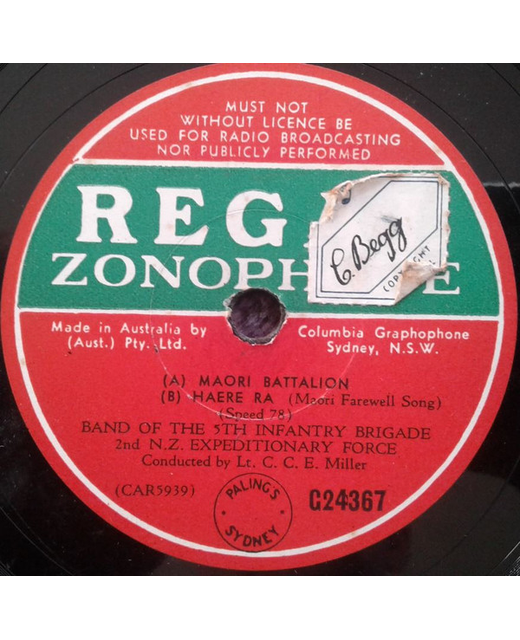 MUST NOT
WITHOUT LICENCE BE
USED FOR RADIO BROADCASTING
NOR PUBLICLY PERFORMED
REG
ZONOPH E
C. Begg
COPYRIGHT
Made in Australia by Columbia Graphophone
(Aust.) Pty. Ltd. Sydney, N.S.W.
(A) MAORI BATTALION
(B) HAERE RA (Maori Farewell Song)
(Speed 78)
BAND OF THE 5TH INFANTRY BRIGADE
2nd N.Z. EXPEDITIONARY FORCE
Conducted by Lt. C. C. E. Miller
(CAR5939)
PALING'S
SYDNEY
G24367